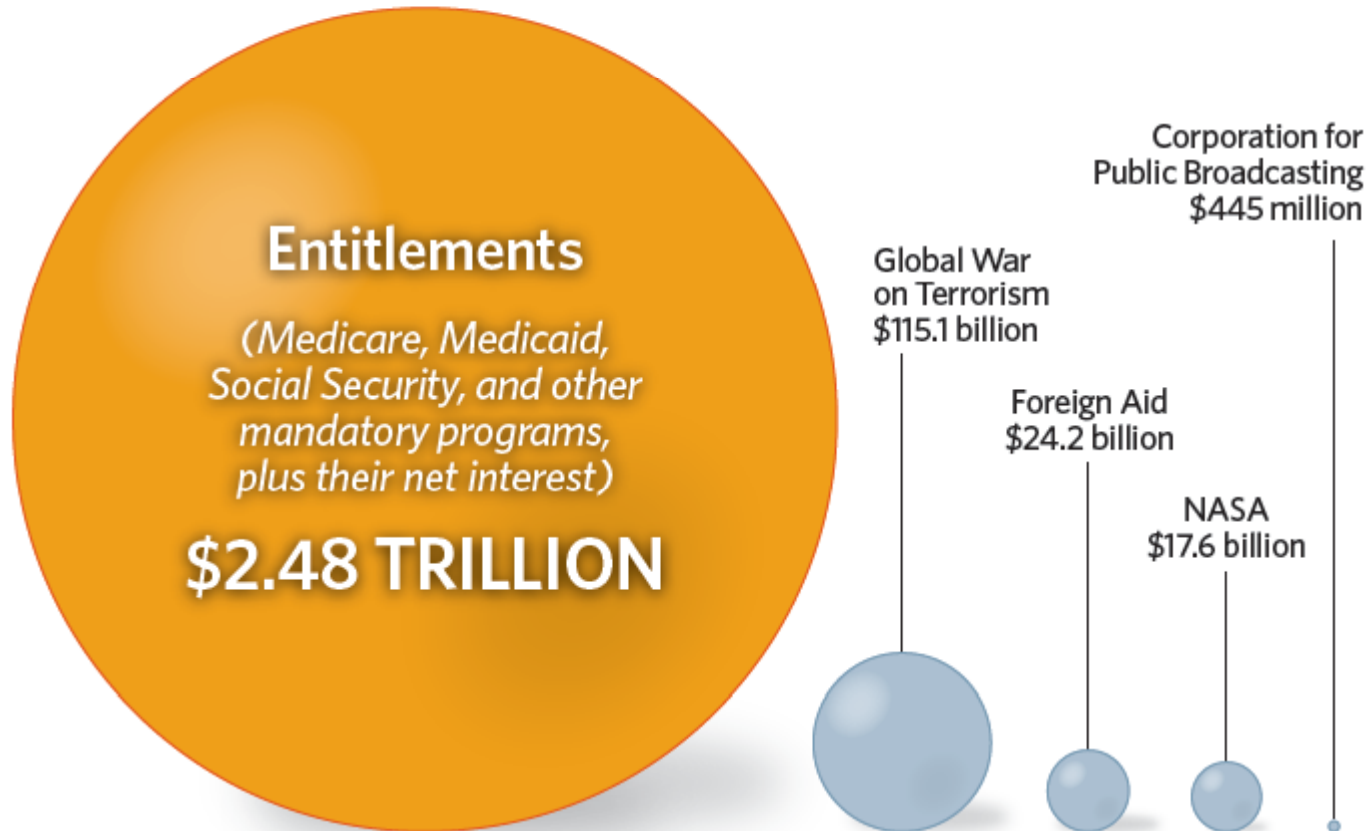 Entitlements
(Medicare, Medicaid,
Social Security, and other
mandatory programs,
plus their net interest)
$2.48 TRILLION
Global War
on Terrorism
$115.1 billion
Foreign Aid
$24.2 billion
NASA
$17.6 billion
Corporation for
Public Broadcasting
$445 million